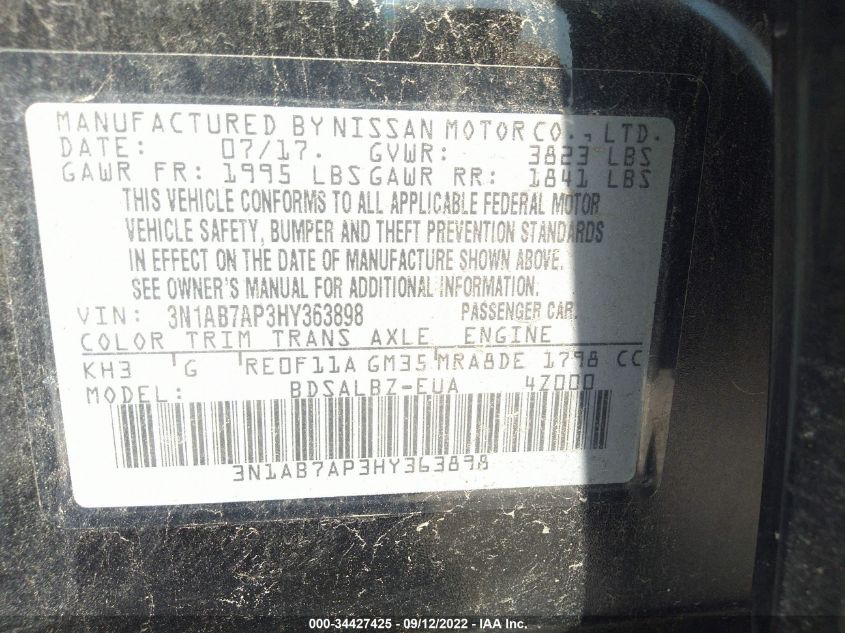 MANUFACTURED BY NISSAN MOTOR CO., LTD.
DATE: 07/17. GVWR: 3823 LBS
GAWR FR: 1995 LBS GAWR RR: 1841 LBS
THIS VEHICLE CONFORMS TO ALL APPLICABLE FEDERAL MOTOR
VEHICLE SAFETY, BUMPER AND THEFT PREVENTION STANDARDS
IN EFFECT ON THE DATE OF MANUFACTURE SHOWN ABOVE.
SEE OWNER'S MANUAL FOR ADDITIONAL INFORMATION.
VIN: 3N1AB7AP3HY363898 PASSENGER CAR.
COLOR TRIM TRANS AXLE ENGINE
KH3 G RE0F11A GM35 MRA8DE 1798 CC
MODEL: BDSALBZ-EUA 4Z000
3N1AB7AP3HY363898
000-34427425 - 09/12/2022 - IAA Inc.